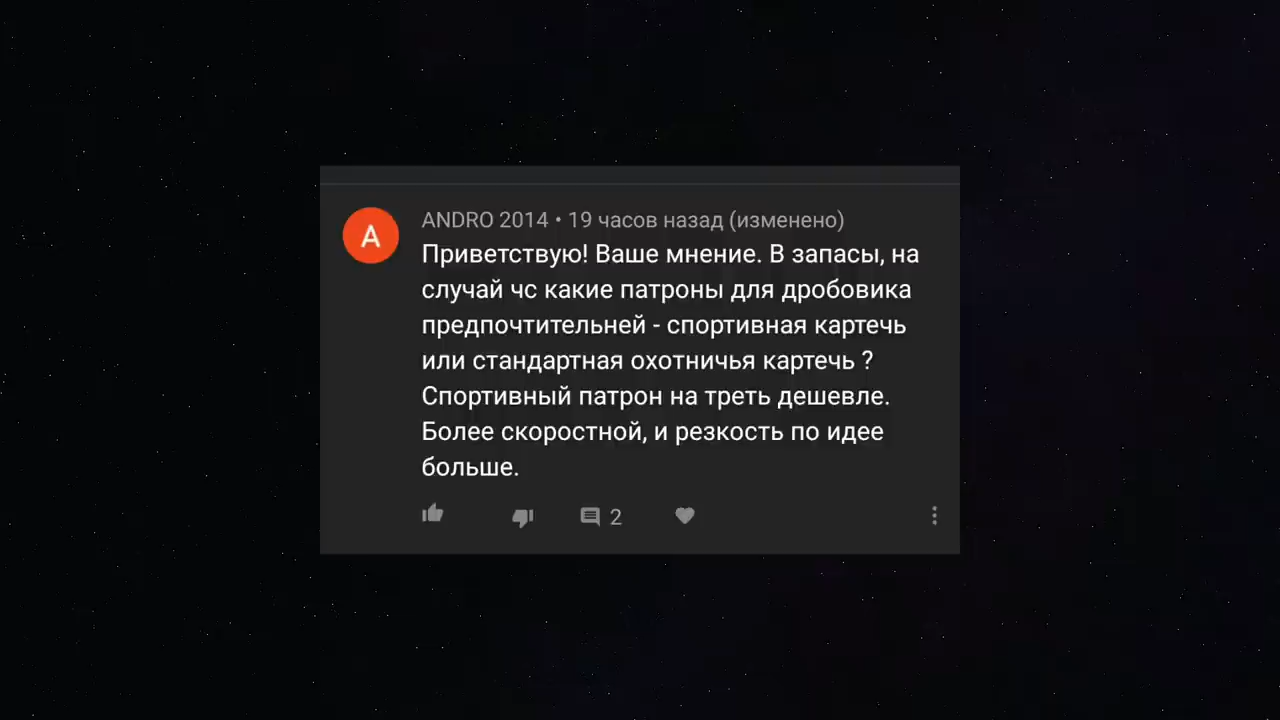 ANDRO 2014 • 19 часов назад (изменено)
Приветствую! Ваше мнение. В запасы, на
случай чс какие патроны для дробовика
предпочтительней - спортивная картечь
или стандартная охотничья картечь ?
Спортивный патрон на треть дешевле.
Более скоростной, и резкость по идее
больше.
2